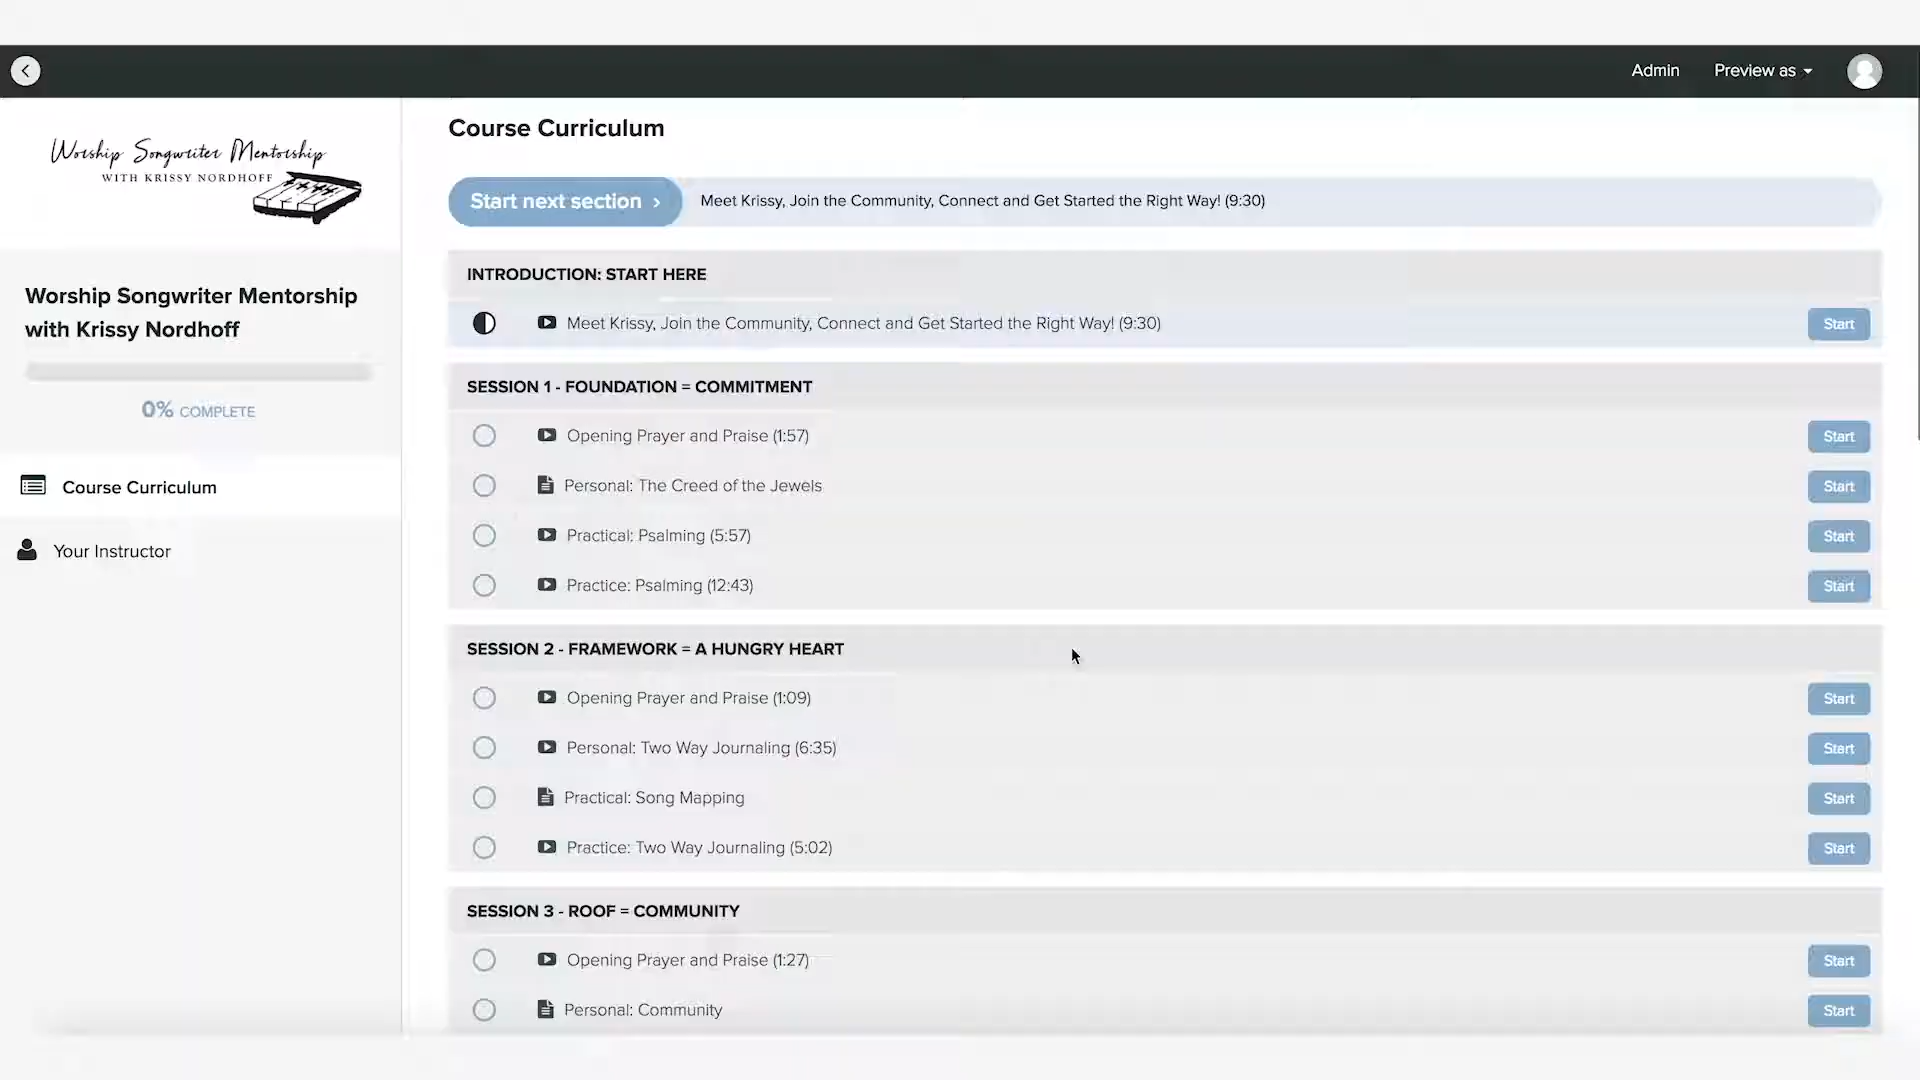 Admin
Preview as
Worship Songwriter Mentorship
WITH KRISSY NORDHOFF
Worship Songwriter Mentorship
with Krissy Nordhoff
0% COMPLETE
Course Curriculum
Your Instructor
Course Curriculum
Start next section › Meet Krissy, Join the Community, Connect and Get Started the Right Way! (9:30)
INTRODUCTION: START HERE
Meet Krissy, Join the Community, Connect and Get Started the Right Way! (9:30) Start
SESSION 1 - FOUNDATION = COMMITMENT
Opening Prayer and Praise (1:57) Start
Personal: The Creed of the Jewels Start
Practical: Psalming (5:57) Start
Practice: Psalming (12:43) Start
SESSION 2 - FRAMEWORK = A HUNGRY HEART
Opening Prayer and Praise (1:09) Start
Personal: Two Way Journaling (6:35) Start
Practical: Song Mapping Start
Practice: Two Way Journaling (5:02) Start
SESSION 3 - ROOF = COMMUNITY
Opening Prayer and Praise (1:27) Start
Personal: Community Start